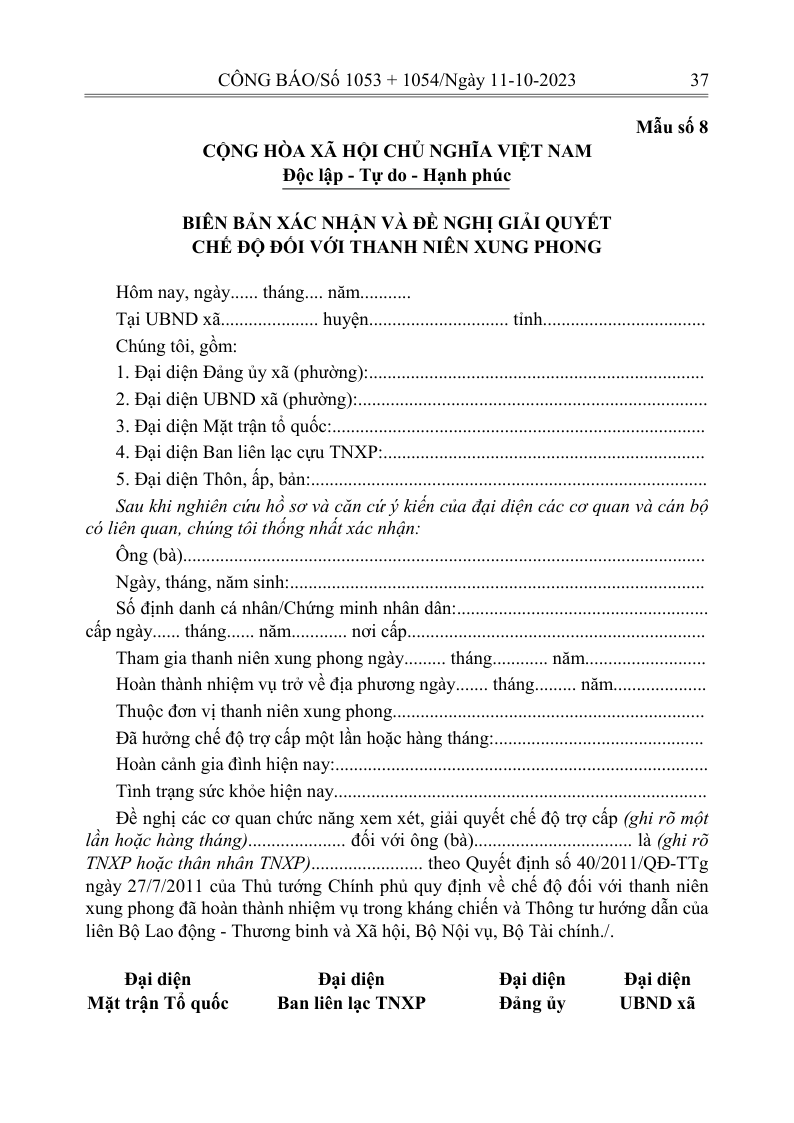 CÔNG BÁO/Số 1053 + 1054/Ngày 11-10-2023 37
Mẫu số 8
CỘNG HÒA XÃ HỘI CHỦ NGHĨA VIỆT NAM
Độc lập - Tự do - Hạnh phúc
BIÊN BẢN XÁC NHẬN VÀ ĐỀ NGHỊ GIẢI QUYẾT
CHẾ ĐỘ ĐỐI VỚI THANH NIÊN XUNG PHONG
Hôm nay, ngày...... tháng.... năm...........
Tại UBND xã..................... huyện.............................. tỉnh...................................
Chúng tôi, gồm:
1. Đại diện Đảng ủy xã (phường):........................................................................
2. Đại diện UBND xã (phường):...........................................................................
3. Đại diện Mặt trận tổ quốc:................................................................................
4. Đại diện Ban liên lạc cựu TNXP:.....................................................................
5. Đại diện Thôn, ấp, bản:.....................................................................................
Sau khi nghiên cứu hồ sơ và căn cứ ý kiến của đại diện các cơ quan và cán bộ
có liên quan, chúng tôi thống nhất xác nhận:
Ông (bà)................................................................................................................
Ngày, tháng, năm sinh:.........................................................................................
Số định danh cá nhân/Chứng minh nhân dân:......................................................
cấp ngày...... tháng...... năm............ nơi cấp................................................................
Tham gia thanh niên xung phong ngày......... tháng............ năm..........................
Hoàn thành nhiệm vụ trở về địa phương ngày....... tháng......... năm....................
Thuộc đơn vị thanh niên xung phong...................................................................
Đã hưởng chế độ trợ cấp một lần hoặc hàng tháng:.............................................
Hoàn cảnh gia đình hiện nay:................................................................................
Tình trạng sức khỏe hiện nay................................................................................
Đề nghị các cơ quan chức năng xem xét, giải quyết chế độ trợ cấp (ghi rõ một
lần hoặc hàng tháng)..................... đối với ông (bà).................................. là (ghi rõ
TNXP hoặc thân nhân TNXP)........................ theo Quyết định số 40/2011/QĐ-TTg
ngày 27/7/2011 của Thủ tướng Chính phủ quy định về chế độ đối với thanh niên
xung phong đã hoàn thành nhiệm vụ trong kháng chiến và Thông tư hướng dẫn của
liên Bộ Lao động - Thương binh và Xã hội, Bộ Nội vụ, Bộ Tài chính./.
Đại diện Đại diện Đại diện Đại diện
Mặt trận Tổ quốc Ban liên lạc TNXP Đảng ủy UBND xã